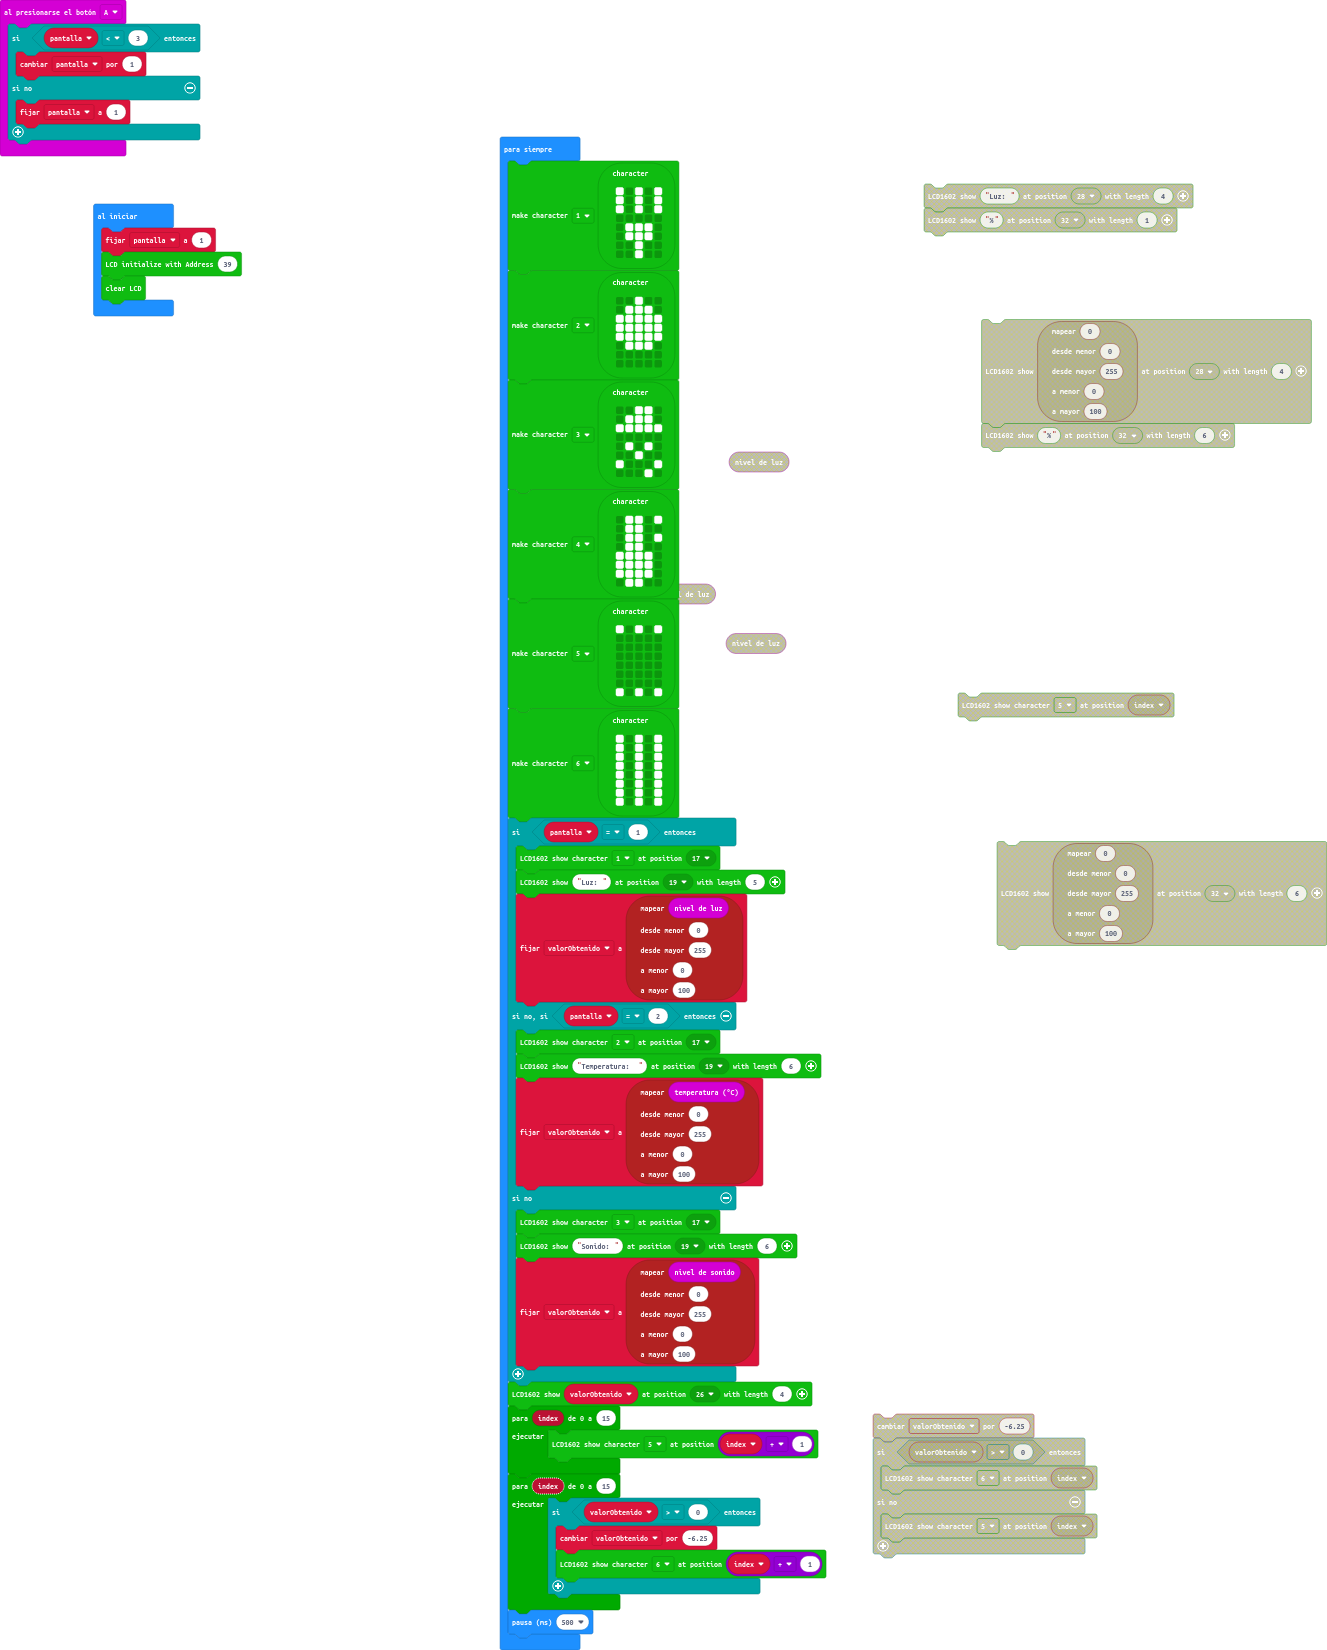 al presionarse el botón A
si pantalla < 3 entonces
cambiar pantalla por 1
si no
fijar pantalla a 1
al iniciar
fijar pantalla a 1
LCD initialize with Address 39
clear LCD
para siempre
character
make character 1
character
make character 2
character
make character 3
character
make character 4
character
make character 5
character
make character 6
si pantalla = 1 entonces
LCD1602 show character 1 at position 17
LCD1602 show "Luz: " at position 19 with length 5
mapear nivel de luz
desde menor 0
fijar valorObtenido a
desde mayor 255
a menor 0
a mayor 100
si no, si pantalla = 2 entonces
LCD1602 show character 2 at position 17
LCD1602 show "Temperatura: " at position 19 with length 6
mapear temperatura (°C)
desde menor 0
fijar valorObtenido a
desde mayor 255
a menor 0
a mayor 100
si no
LCD1602 show character 3 at position 17
LCD1602 show "Sonido: " at position 19 with length 6
mapear nivel de sonido
desde menor 0
fijar valorObtenido a
desde mayor 255
a menor 0
a mayor 100
LCD1602 show valorObtenido at position 26 with length 4
para index de 0 a 15
ejecutar
LCD1602 show character 5 at position index + 1
para index de 0 a 15
ejecutar
si valorObtenido > 0 entonces
cambiar valorObtenido por -6.25
LCD1602 show character 6 at position index + 1
pausa (ms) 500
nivel de luz
de luz
nivel de luz
LCD1602 show "Luz: " at position 28 with length 4
LCD1602 show "%" at position 32 with length 1
mapear 0
desde menor 0
LCD1602 show
desde mayor 255
at position 28 with length 4
a menor 0
a mayor 100
LCD1602 show "%" at position 32 with length 6
LCD1602 show character 5 at position index
mapear 0
desde menor 0
LCD1602 show
desde mayor 255
at position 32 with length 6
a menor 0
a mayor 100
cambiar valorObtenido por -6.25
si valorObtenido > 0 entonces
LCD1602 show character 6 at position index
si no
LCD1602 show character 5 at position index